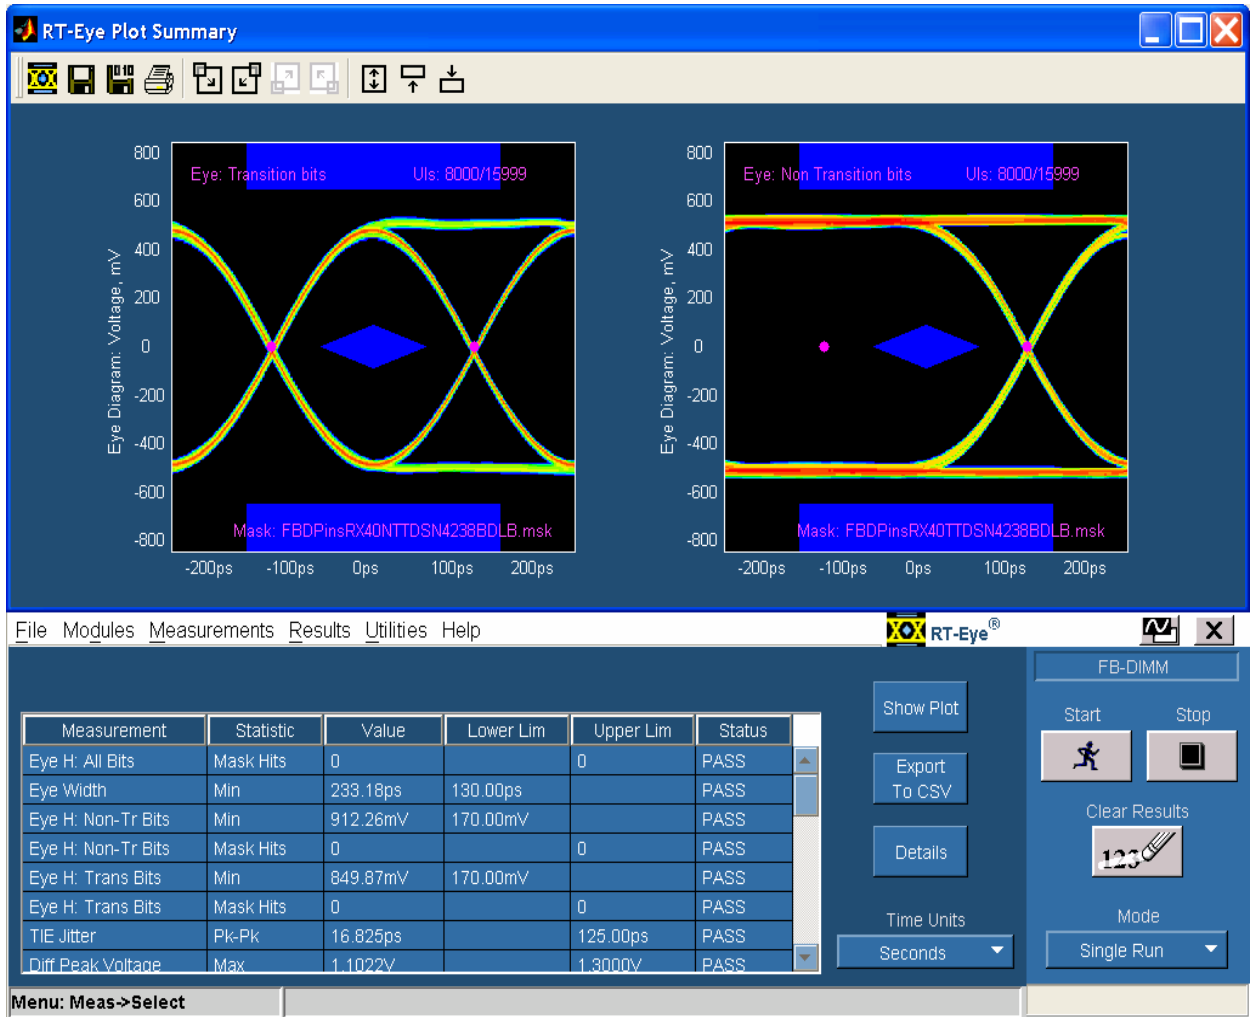 RT-Eye Plot Summary
800
600
400
200
0
-200
-400
-600
-800
Eye Diagram: Voltage, mV
Eye: Transition bits UIs: 8000/15999
Mask: FBDPinsRX40NTTDSN4238BDLB.msk
-200ps -100ps 0ps 100ps 200ps
800
600
400
200
0
-200
-400
-600
-800
Eye Diagram: Voltage, mV
Eye: Non Transition bits UIs: 8000/15999
Mask: FBDPinsRX40TTDSN4238BDLB.msk
-200ps -100ps 0ps 100ps 200ps
File Modules Measurements Results Utilities Help RT-Eye®
Measurement Statistic Value Lower Lim Upper Lim Status
Eye H: All Bits Mask Hits 0 0 PASS
Eye Width Min 233.18ps 130.00ps PASS
Eye H: Non-Tr Bits Min 912.26mV 170.00mV PASS
Eye H: Non-Tr Bits Mask Hits 0 0 PASS
Eye H: Trans Bits Min 849.87mV 170.00mV PASS
Eye H: Trans Bits Mask Hits 0 0 PASS
TIE Jitter Pk-Pk 16.825ps 125.00ps PASS
Diff Peak Voltage Max 1.1022V 1.3000V PASS
Show Plot
Export
To CSV
Details
Time Units
Seconds
FB-DIMM
Start Stop
Clear Results
123
Mode
Single Run
Menu: Meas->Select